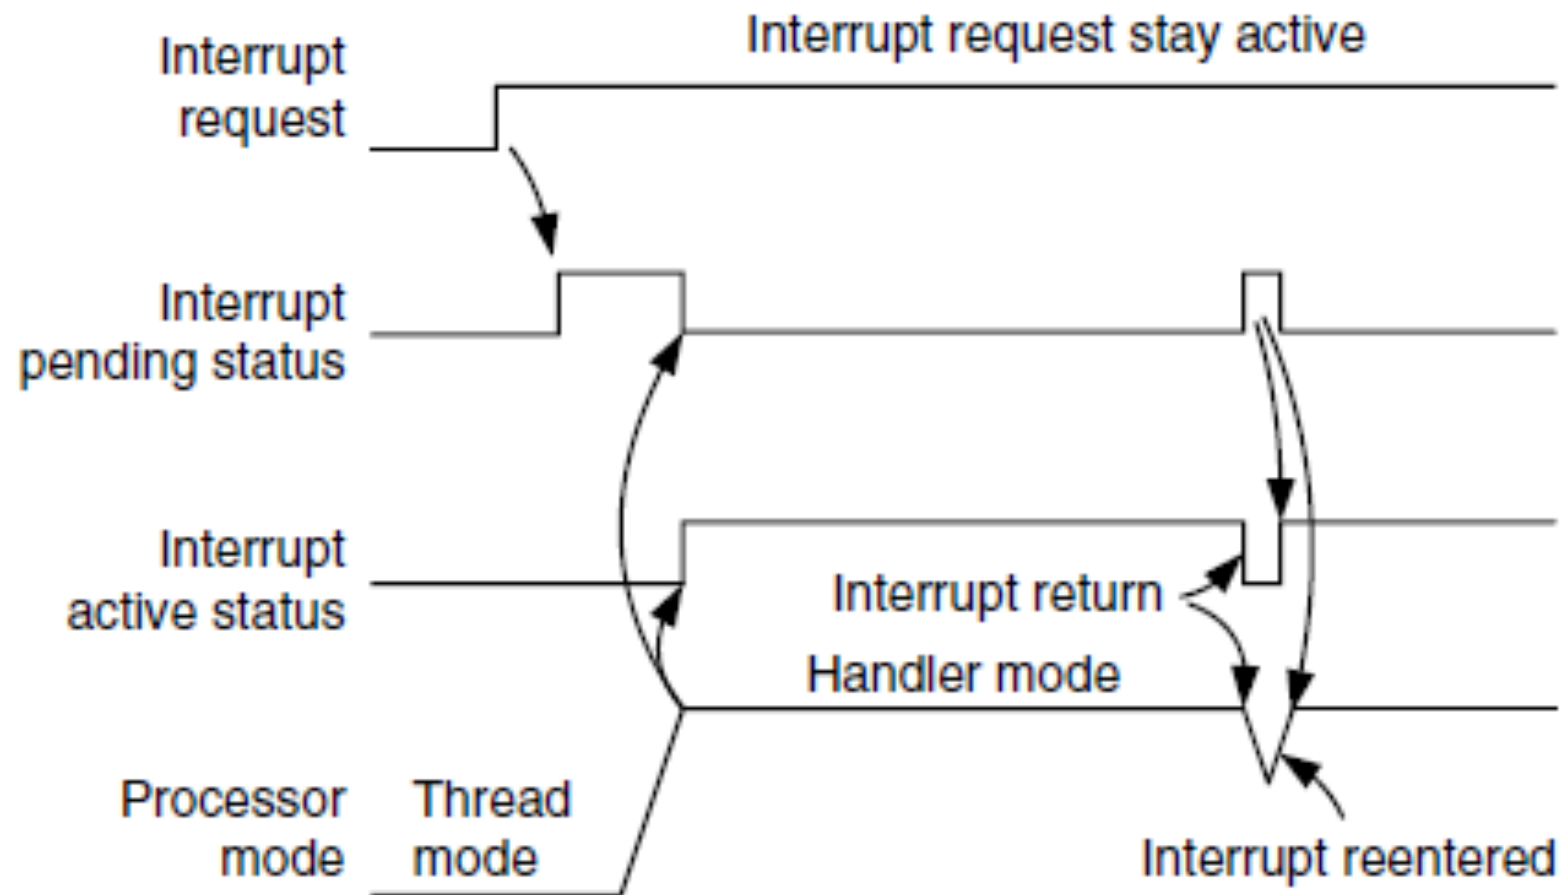 Interrupt request stay active
Interrupt
request
Interrupt
pending status
Interrupt
active status
Interrupt return
Handler mode
Processor
mode
Thread
mode
Interrupt reentered